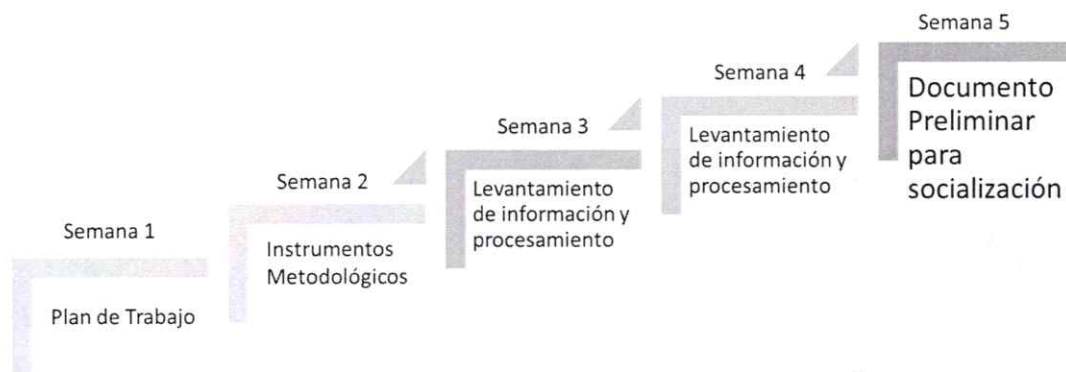 Semana 1
Plan de Trabajo
Semana 2
Instrumentos
Metodológicos
Semana 3
Levantamiento
de información y
procesamiento
Semana 4
Levantamiento
de información y
procesamiento
Semana 5
Documento
Preliminar
para
socialización